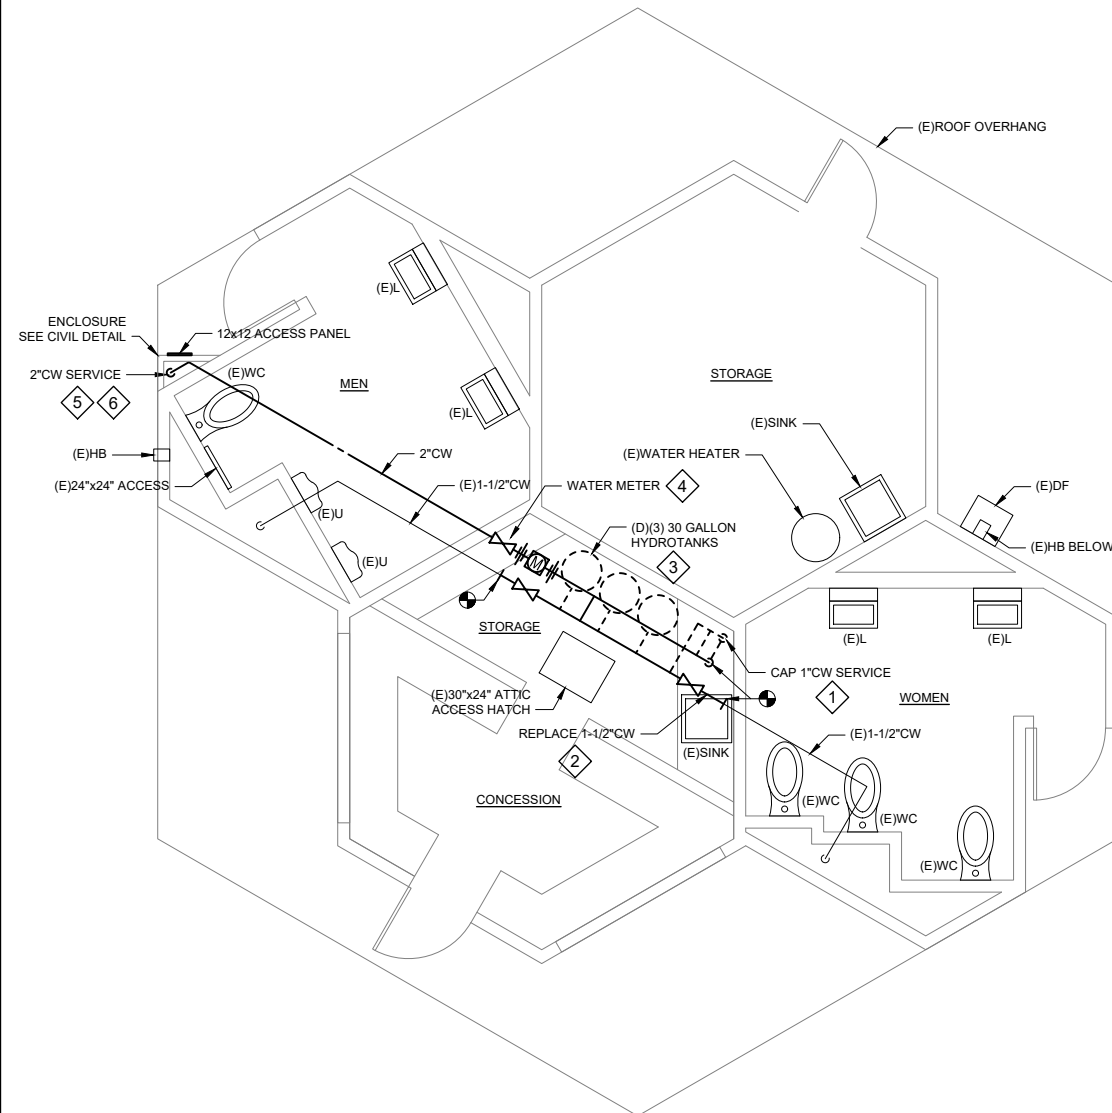 (E)ROOF OVERHANG
(E)L
ENCLOSURE
SEE CIVIL DETAIL
12x12 ACCESS PANEL
2"CW SERVICE
5
6
(E)WC
MEN
STORAGE
(E)L
(E)SINK
(E)HB
2"CW
(E)WATER HEATER
(E)24"x24" ACCESS
(E)1-1/2"CW
WATER METER
4
(E)DF
(E)U
(D)(3) 30 GALLON
HYDROTANKS
(E)HB BELOW
(E)U
M
3
STORAGE
(E)L
(E)L
CAP 1"CW SERVICE
1
(E)30"x24" ATTIC
ACCESS HATCH
WOMEN
REPLACE 1-1/2"CW
2
(E)SINK
(E)1-1/2"CW
CONCESSION
(E)WC
(E)WC
(E)WC